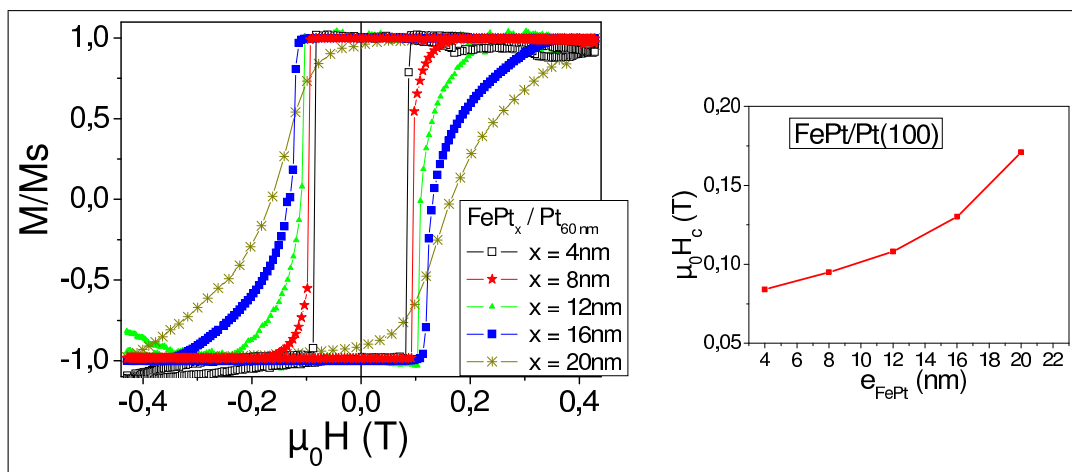 1,0
0,5
0,0
-0,5
-1,0
M/Ms
-0,4 -0,2 0,0 0,2 0,4
μ₀H (T)
FePtₓ / Pt₆₀ ₙₘ
x = 4nm
x = 8nm
x = 12nm
x = 16nm
x = 20nm
FePt/Pt(100)
0,20
0,15
0,10
0,05
μ₀H꜀ (T)
4 6 8 10 12 14 16 18 20 22
e_FePt (nm)